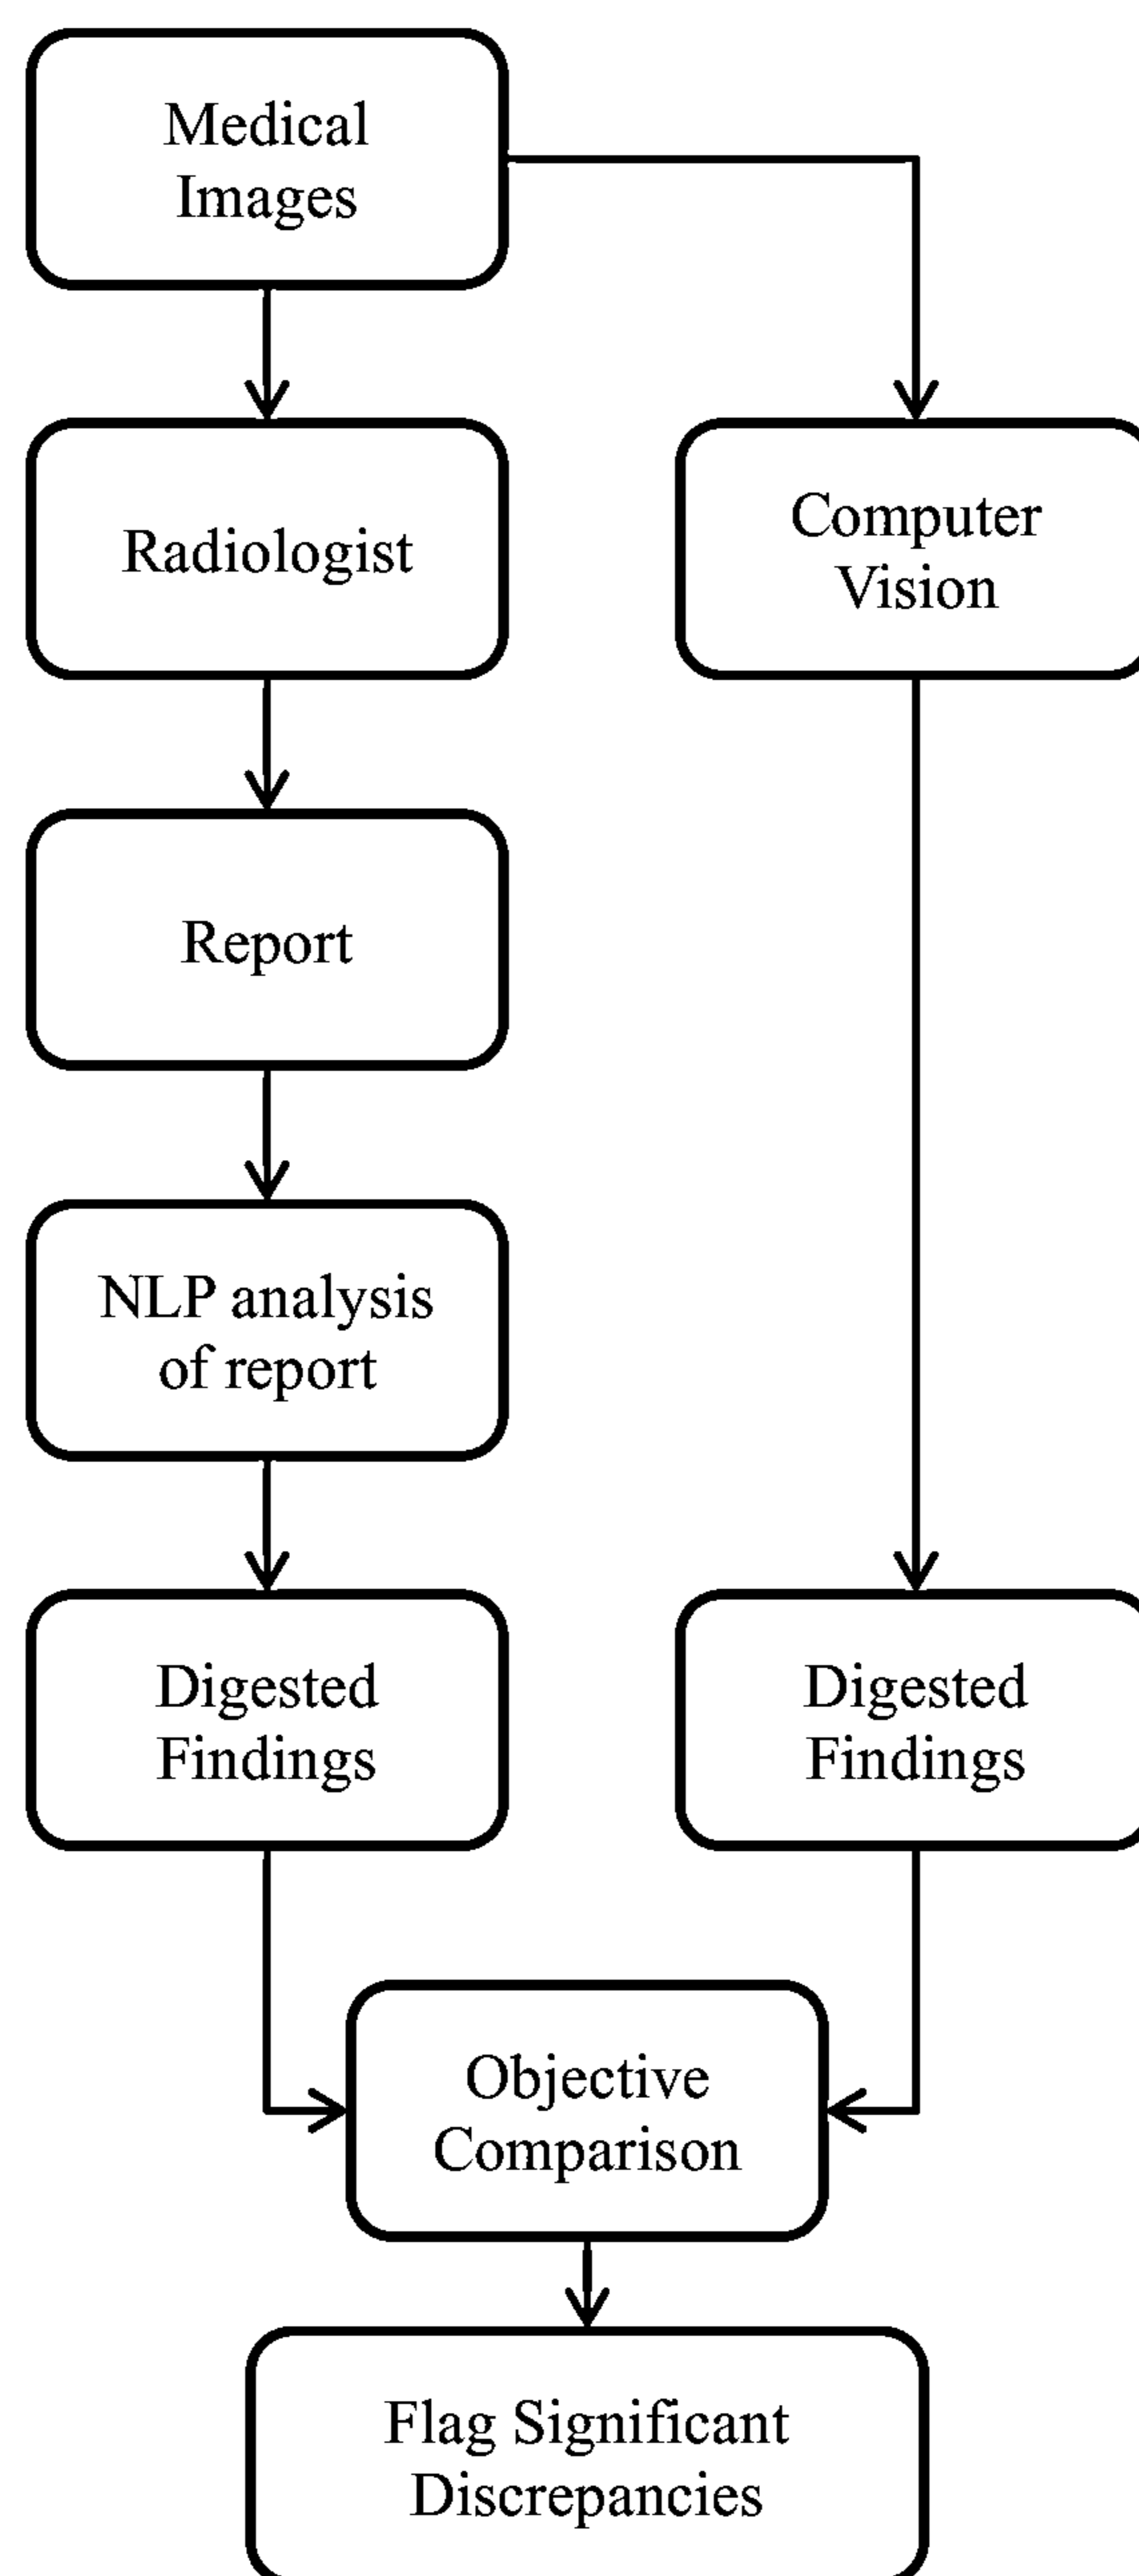 Medical
Images
Radiologist
Computer
Vision
Report
NLP analysis
of report
Digested
Findings
Digested
Findings
Objective
Comparison
Flag Significant
Discrepancies